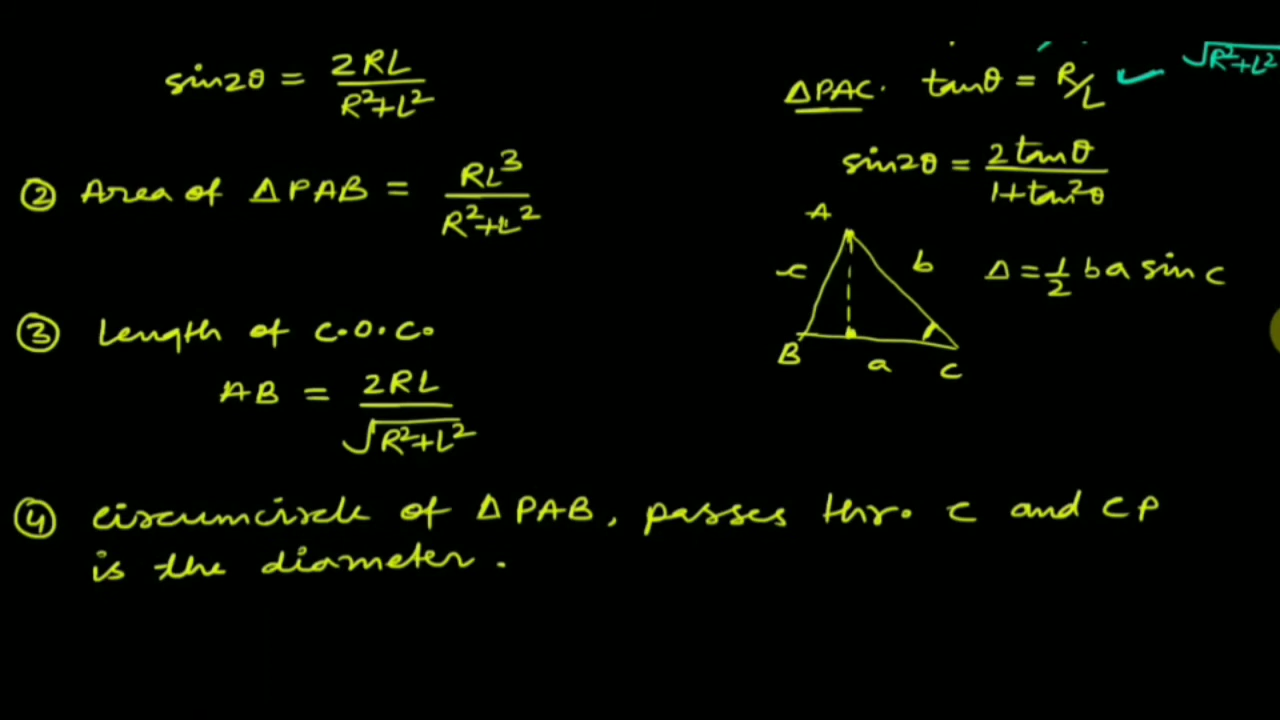 sin2θ = 2RL / R²+L²
② Area of ΔPAB = RL³ / R²+L²
③ Length of C.O.C.
AB = 2RL / √R²+L²
④ circumcircle of ΔPAB, passes thro. C and CP
is the diameter.
√R²+L²
ΔPAC. tanθ = R/L ✓
sin2θ = 2tanθ / 1+tan²θ
A
c b Δ = 1/2 ba sin c
B a C